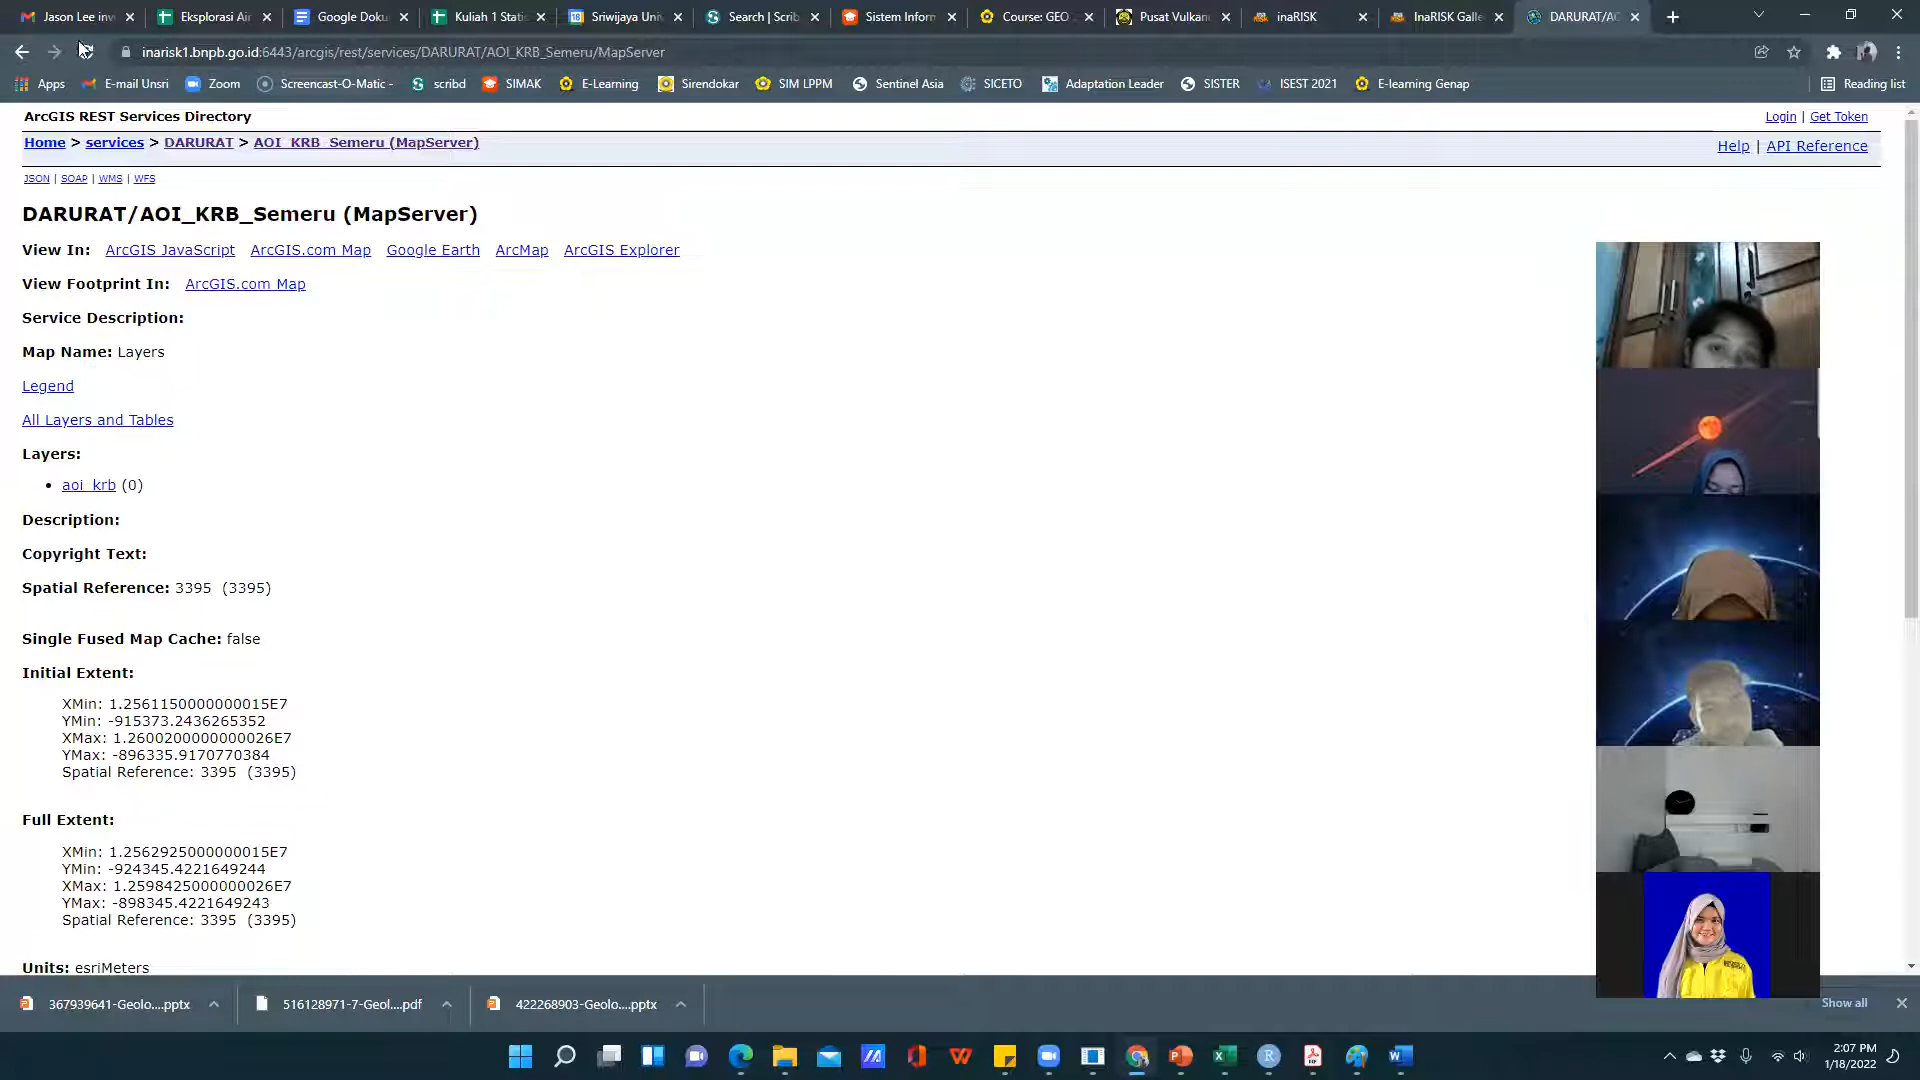 Jason Lee inv
Eksplorasi Air
Google Doku
Kuliah 1 Stati
Sriwijaya Uni
Search | Scrib
Sistem Inforn
Course: GEO
Pusat Vulkan
inaRISK
InaRISK Galle
DARURAT/AO
inarisk1.bnpb.go.id:6443/arcgis/rest/services/DARURAT/AOI_KRB_Semeru/MapServer
Apps
E-mail Unsri
Zoom
Screencast-O-Matic -
scribd
SIMAK
E-Learning
Sirendokar
SIM LPPM
Sentinel Asia
SICETO
Adaptation Leader
SISTER
ISEST 2021
E-learning Genap
Reading list
ArcGIS REST Services Directory
Login | Get Token
Home > services > DARURAT > AOI_KRB_Semeru (MapServer)
Help | API Reference
JSON | SOAP | WMS | WFS
DARURAT/AOI_KRB_Semeru (MapServer)
View In: ArcGIS JavaScript ArcGIS.com Map Google Earth ArcMap ArcGIS Explorer
View Footprint In: ArcGIS.com Map
Service Description:
Map Name: Layers
Legend
All Layers and Tables
Layers:
• aoi_krb (0)
Description:
Copyright Text:
Spatial Reference: 3395 (3395)
Single Fused Map Cache: false
Initial Extent:
XMin: 1.2561150000000015E7
YMin: -915373.2436265352
XMax: 1.2600200000000026E7
YMax: -896335.9170770384
Spatial Reference: 3395 (3395)
Full Extent:
XMin: 1.2562925000000015E7
YMin: -924345.4221649244
XMax: 1.2598425000000026E7
YMax: -898345.4221649243
Spatial Reference: 3395 (3395)
Units: esriMeters
367939641-Geolo....pptx
516128971-7-Geol....pdf
422268903-Geolo....pptx
Show all
2:07 PM
1/18/2022